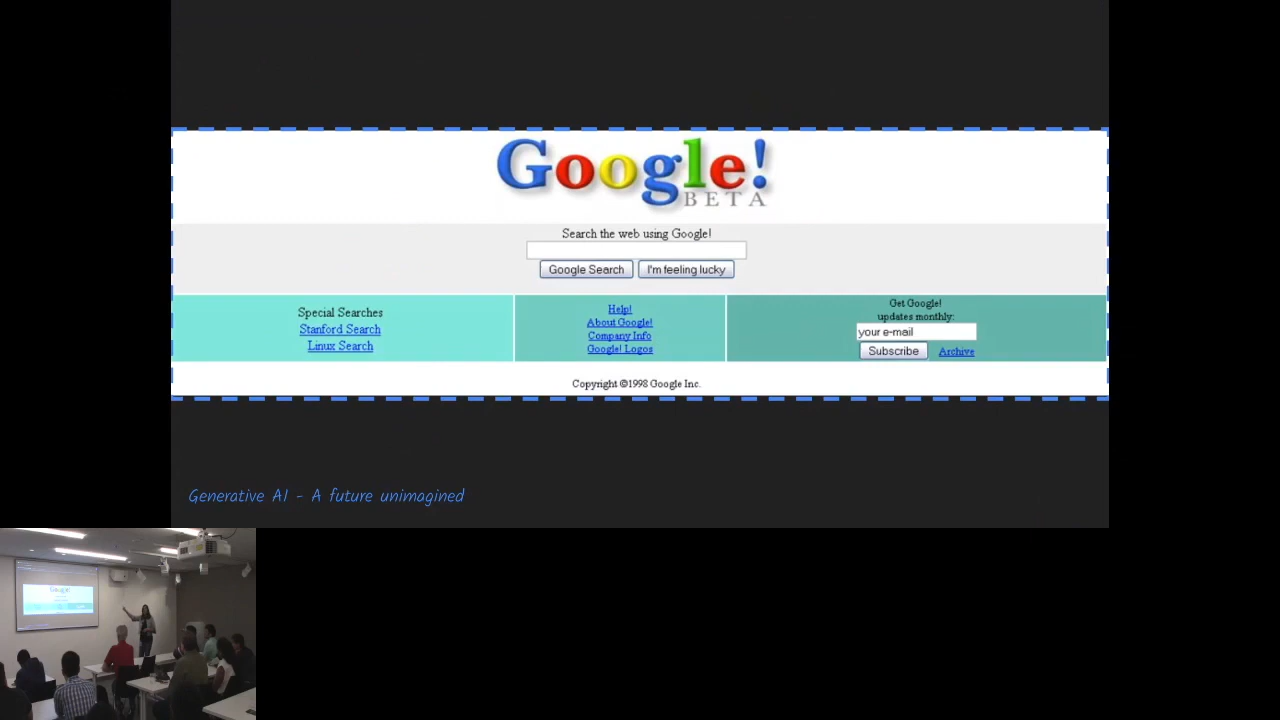 Google!
BETA
Search the web using Google!
Google Search
I'm feeling lucky
Special Searches
Stanford Search
Linux Search
Help!
About Google!
Company Info
Google! Logos
Get Google!
updates monthly:
your e-mail
Subscribe
Archive
Copyright ©1998 Google Inc.
Generative AI - A future unimagined
Google!